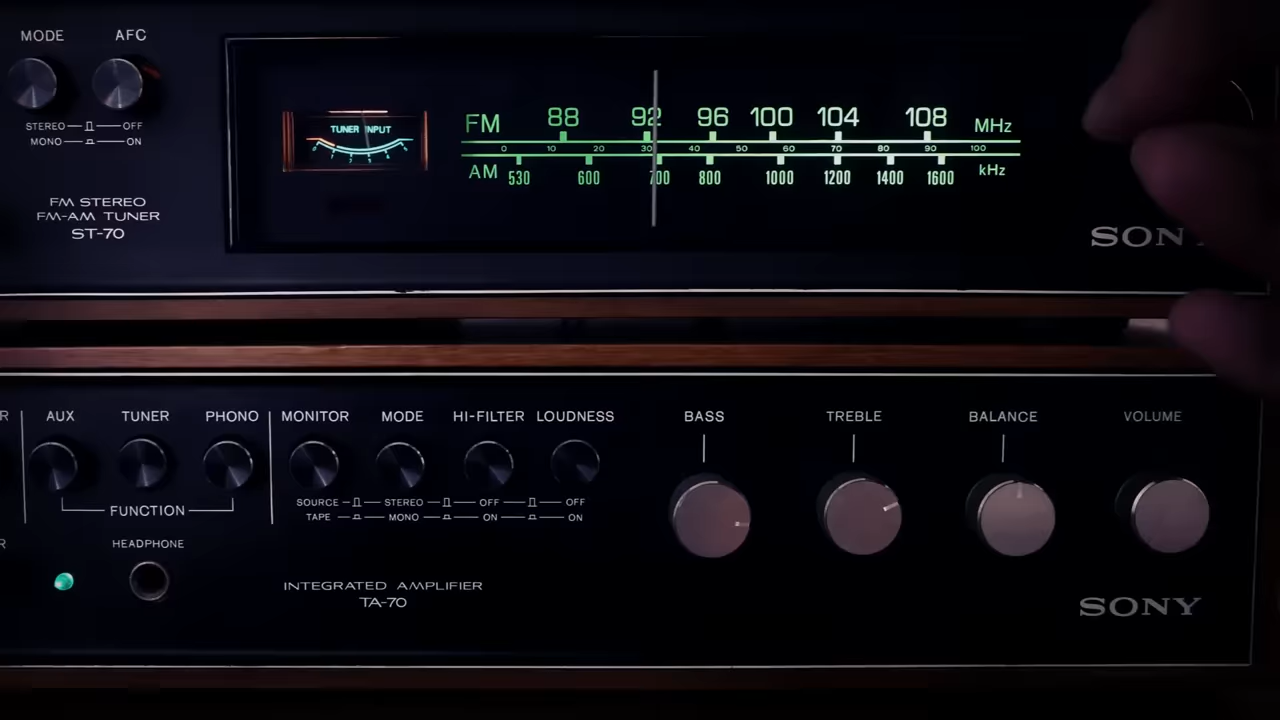 MODE AFC
STEREO OFF
MONO ON
FM STEREO
FM-AM TUNER
ST-70
TUNER INPUT
FM 88 92 96 100 104 108 MHz
0 10 20 30 40 50 60 70 80 90 100
AM 530 600 700 800 1000 1200 1400 1600 kHz
SON
R AUX TUNER PHONO MONITOR MODE HI-FILTER LOUDNESS BASS TREBLE BALANCE VOLUME
SOURCE STEREO OFF OFF
TAPE MONO ON ON
FUNCTION
R HEADPHONE
INTEGRATED AMPLIFIER
TA-70
SONY